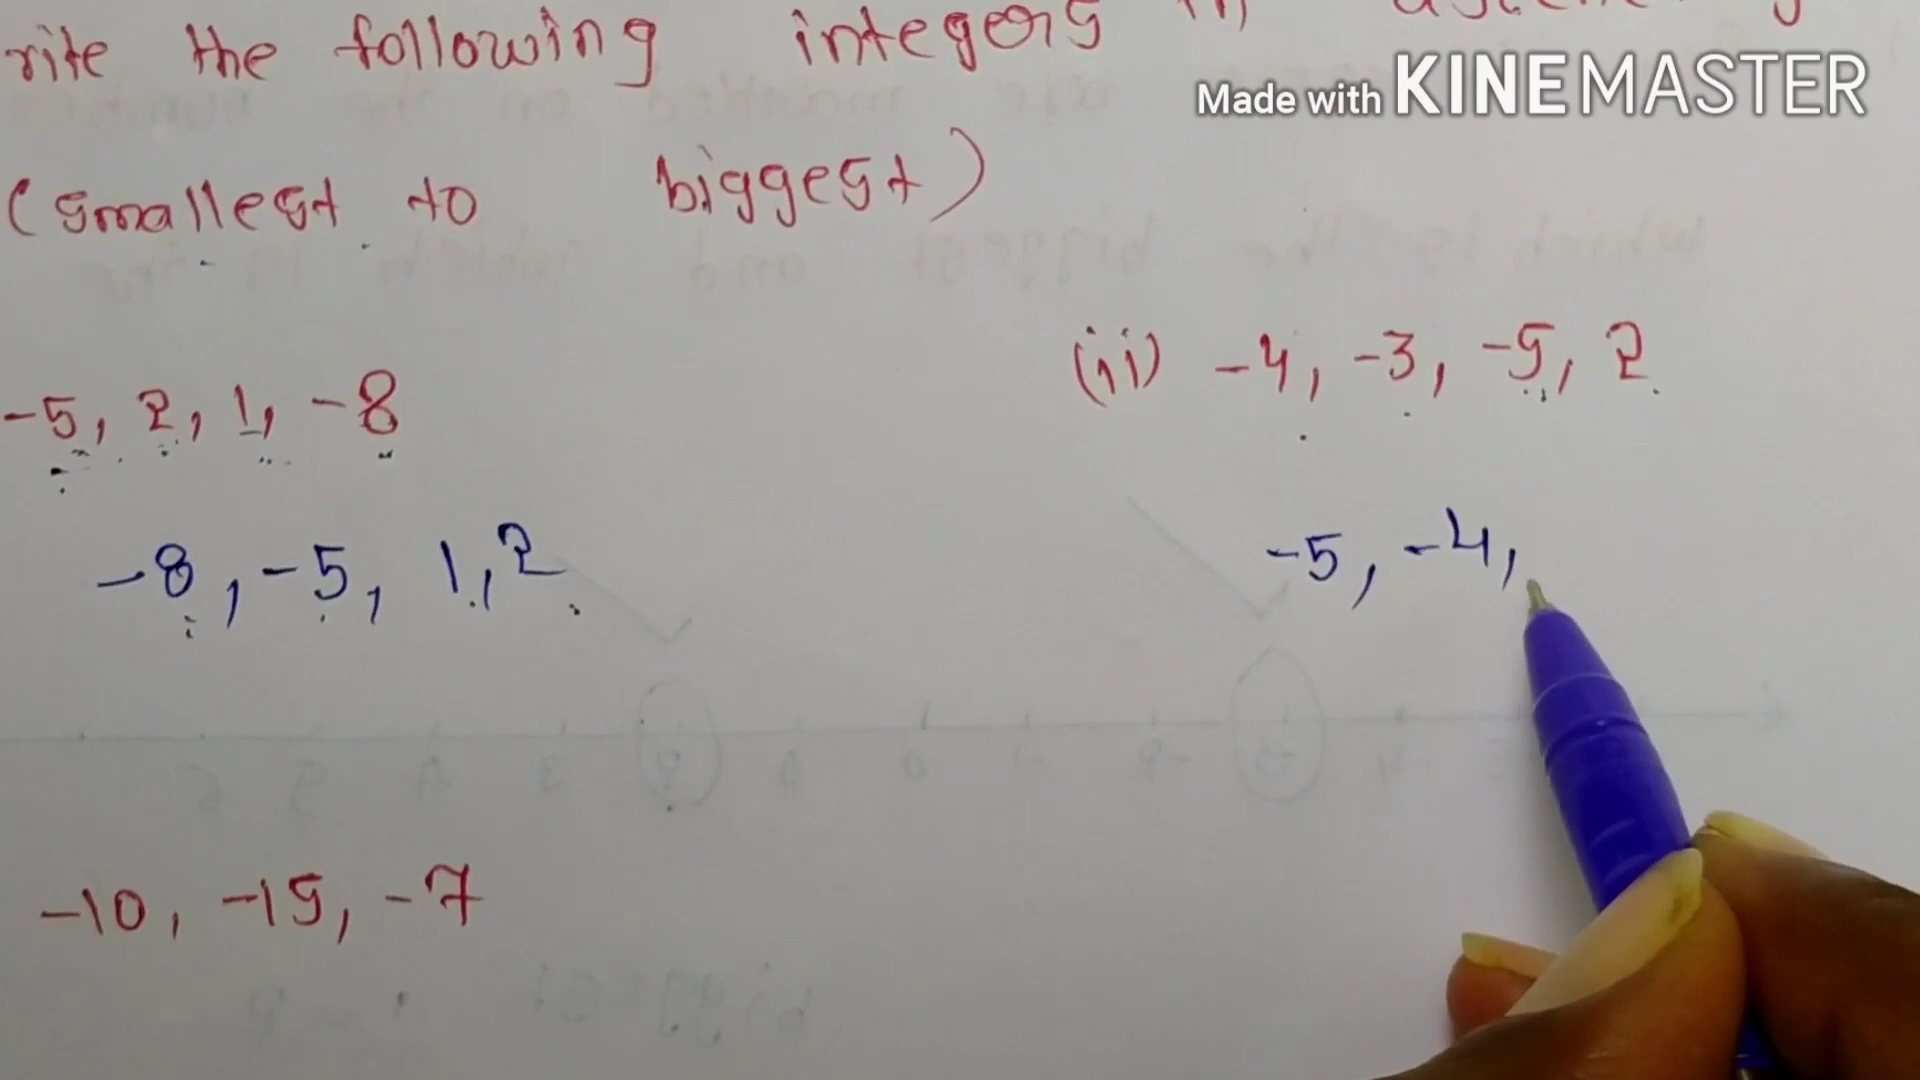 rite the following integers in
Made with KINEMASTER
(smallest to biggest)
-5, 2, 1, -8
(ii) -4, -3, -5, 2
-8, -5, 1, 2
-5, -4,
-10, -15, -7